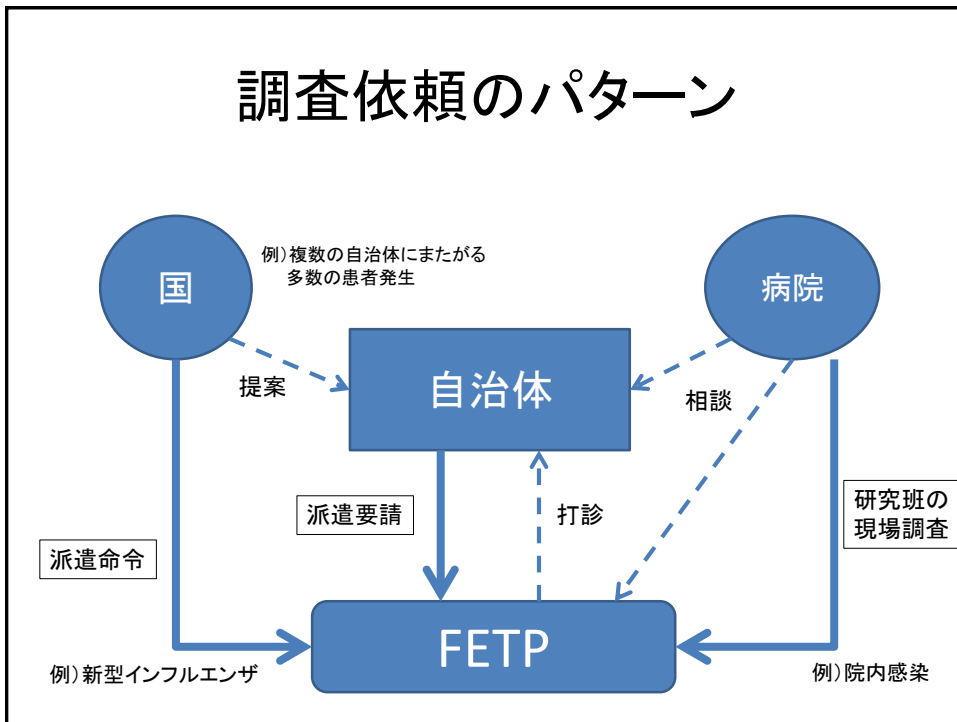 調査依頼のパターン
国
例）複数の自治体にまたがる
多数の患者発生
病院
自治体
提案
相談
派遣要請
打診
研究班の
現場調査
派遣命令
FETP
例）新型インフルエンザ
例）院内感染